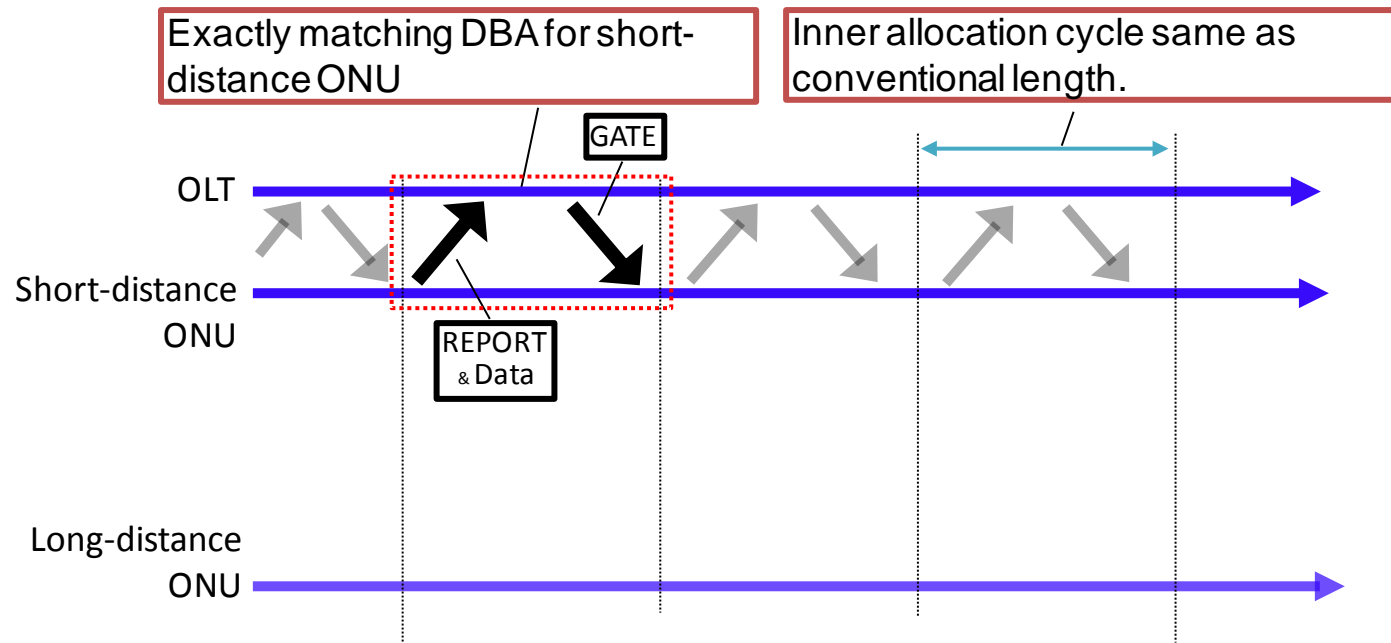 Exactly matching DBA for short-
distance ONU
Inner allocation cycle same as
conventional length.
GATE
OLT
Short-distance
ONU
REPORT
& Data
Long-distance
ONU